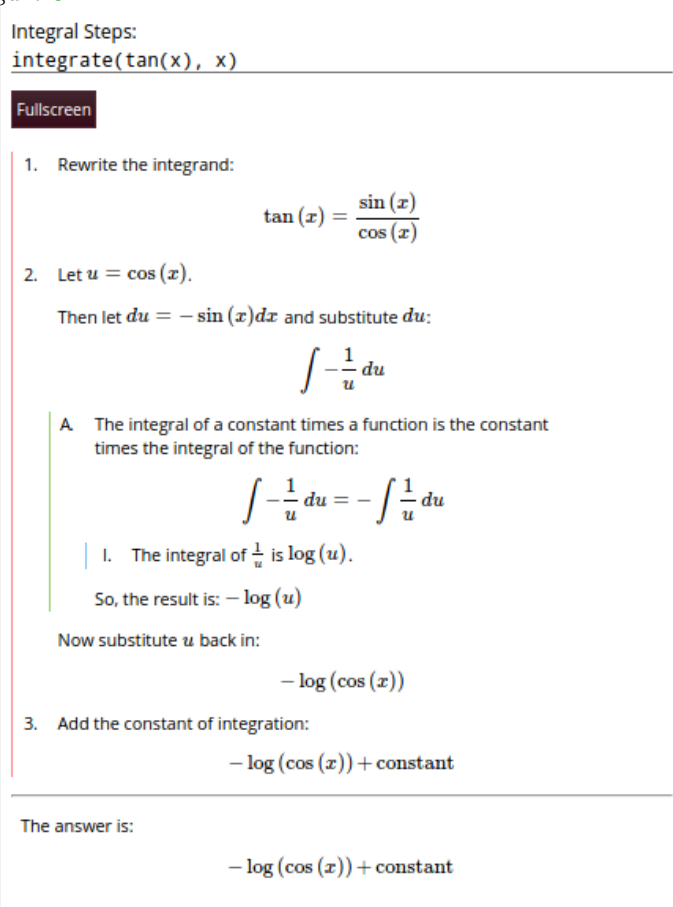 Integral Steps:
integrate(tan(x), x)
Fullscreen
1. Rewrite the integrand:
tan (x) = sin (x) / cos (x)
2. Let u = cos (x).
Then let du = − sin (x)dx and substitute du:
∫ −1/u du
A. The integral of a constant times a function is the constant
times the integral of the function:
∫ −1/u du = − ∫ 1/u du
I. The integral of 1/u is log (u).
So, the result is: − log (u)
Now substitute u back in:
− log (cos (x))
3. Add the constant of integration:
− log (cos (x)) + constant
The answer is:
− log (cos (x)) + constant